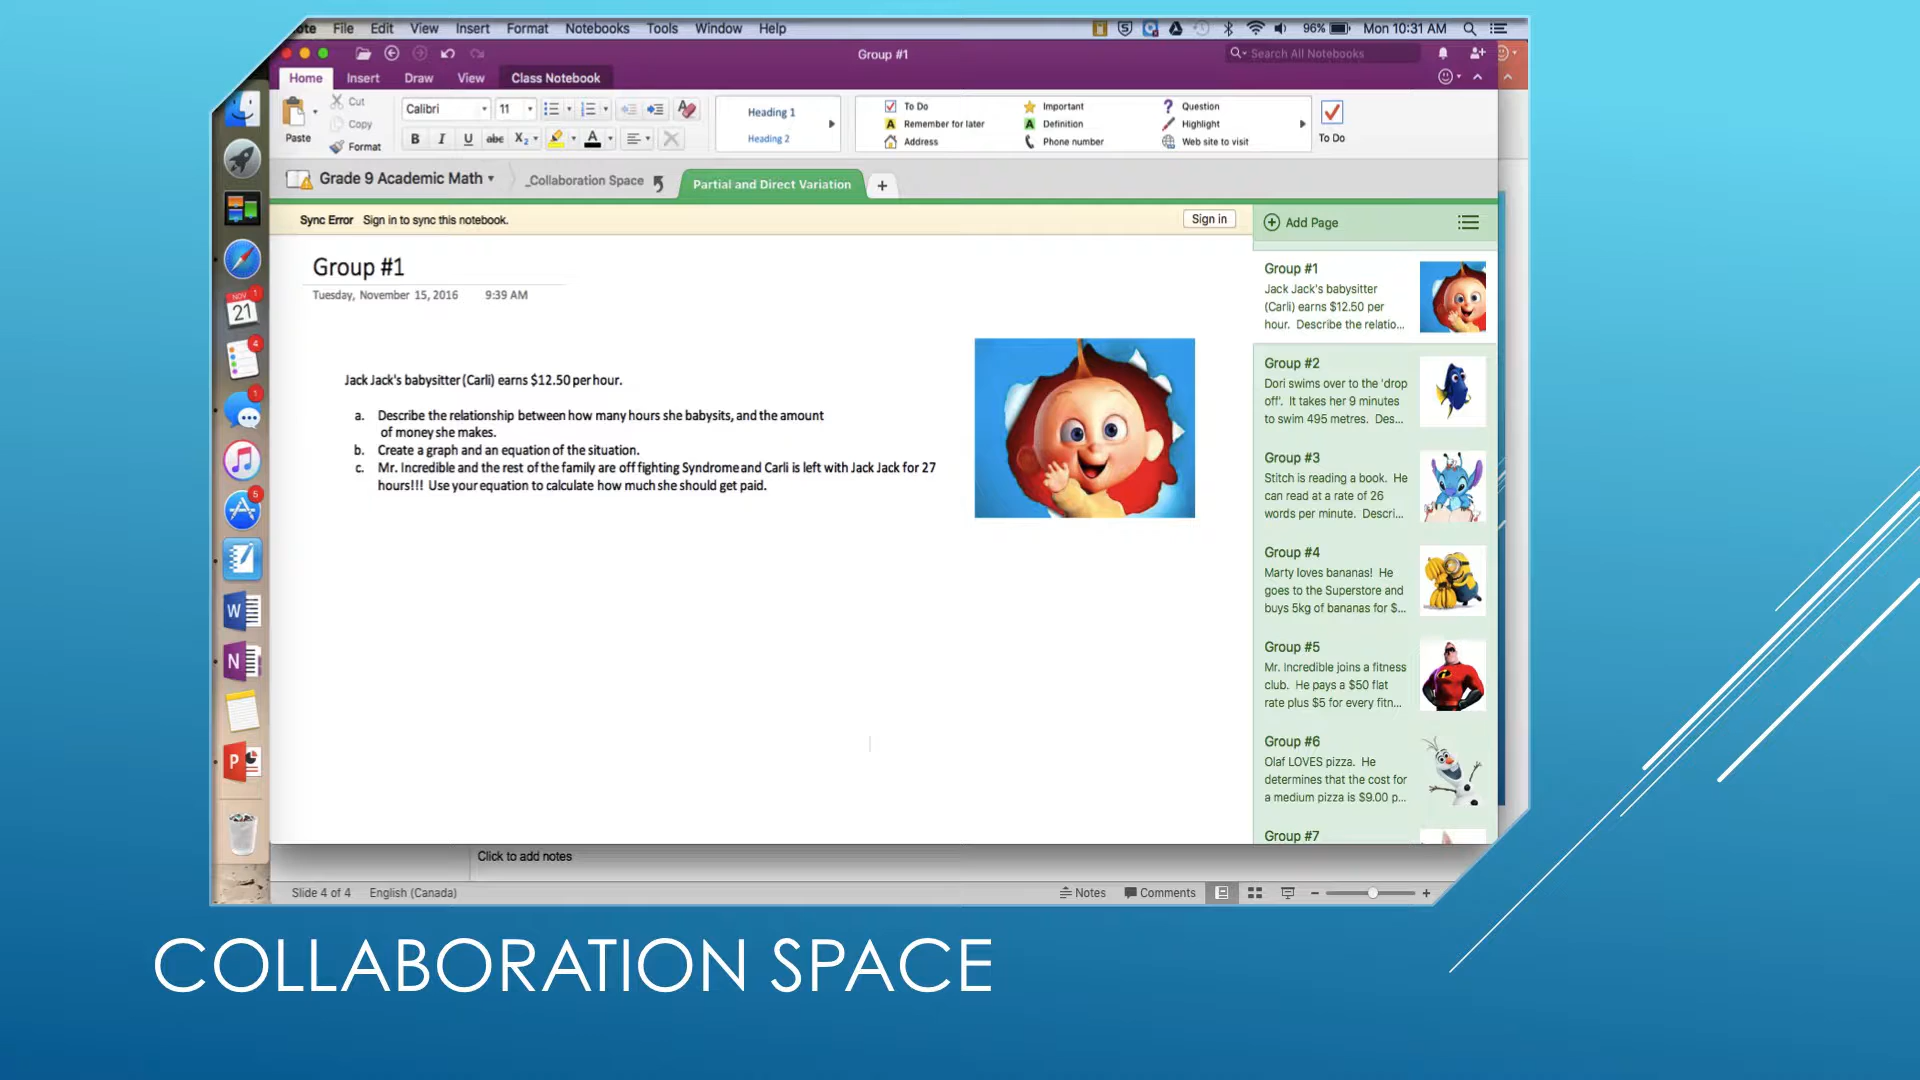 ote File Edit View Insert Format Notebooks Tools Window Help 96% Mon 10:31 AM
Group #1
Search All Notebooks
Home Insert Draw View Class Notebook
Paste
Cut
Copy
Format
Calibri 11
B I U abc X2 A
Heading 1
Heading 2
To Do Important Question
Remember for later Definition Highlight
Address Phone number Web site to visit
To Do
Grade 9 Academic Math _Collaboration Space Partial and Direct Variation +
Sync Error Sign in to sync this notebook. Sign in
Group #1
Tuesday, November 15, 2016 9:39 AM
Jack Jack's babysitter (Carli) earns $12.50 per hour.
a. Describe the relationship between how many hours she babysits, and the amount
of money she makes.
b. Create a graph and an equation of the situation.
c. Mr. Incredible and the rest of the family are off fighting Syndrome and Carli is left with Jack Jack for 27
hours!!! Use your equation to calculate how much she should get paid.
Add Page
Group #1
Jack Jack's babysitter
(Carli) earns $12.50 per
hour. Describe the relatio...
Group #2
Dori swims over to the 'drop
off'. It takes her 9 minutes
to swim 495 metres. Des...
Group #3
Stitch is reading a book. He
can read at a rate of 26
words per minute. Descri...
Group #4
Marty loves bananas! He
goes to the Superstore and
buys 5kg of bananas for $...
Group #5
Mr. Incredible joins a fitness
club. He pays a $50 flat
rate plus $5 for every fitn...
Group #6
Olaf LOVES pizza. He
determines that the cost for
a medium pizza is $9.00 p...
Group #7
NOV 1
21
4
1
5
W
N
P
Click to add notes
Slide 4 of 4 English (Canada) Notes Comments
COLLABORATION SPACE